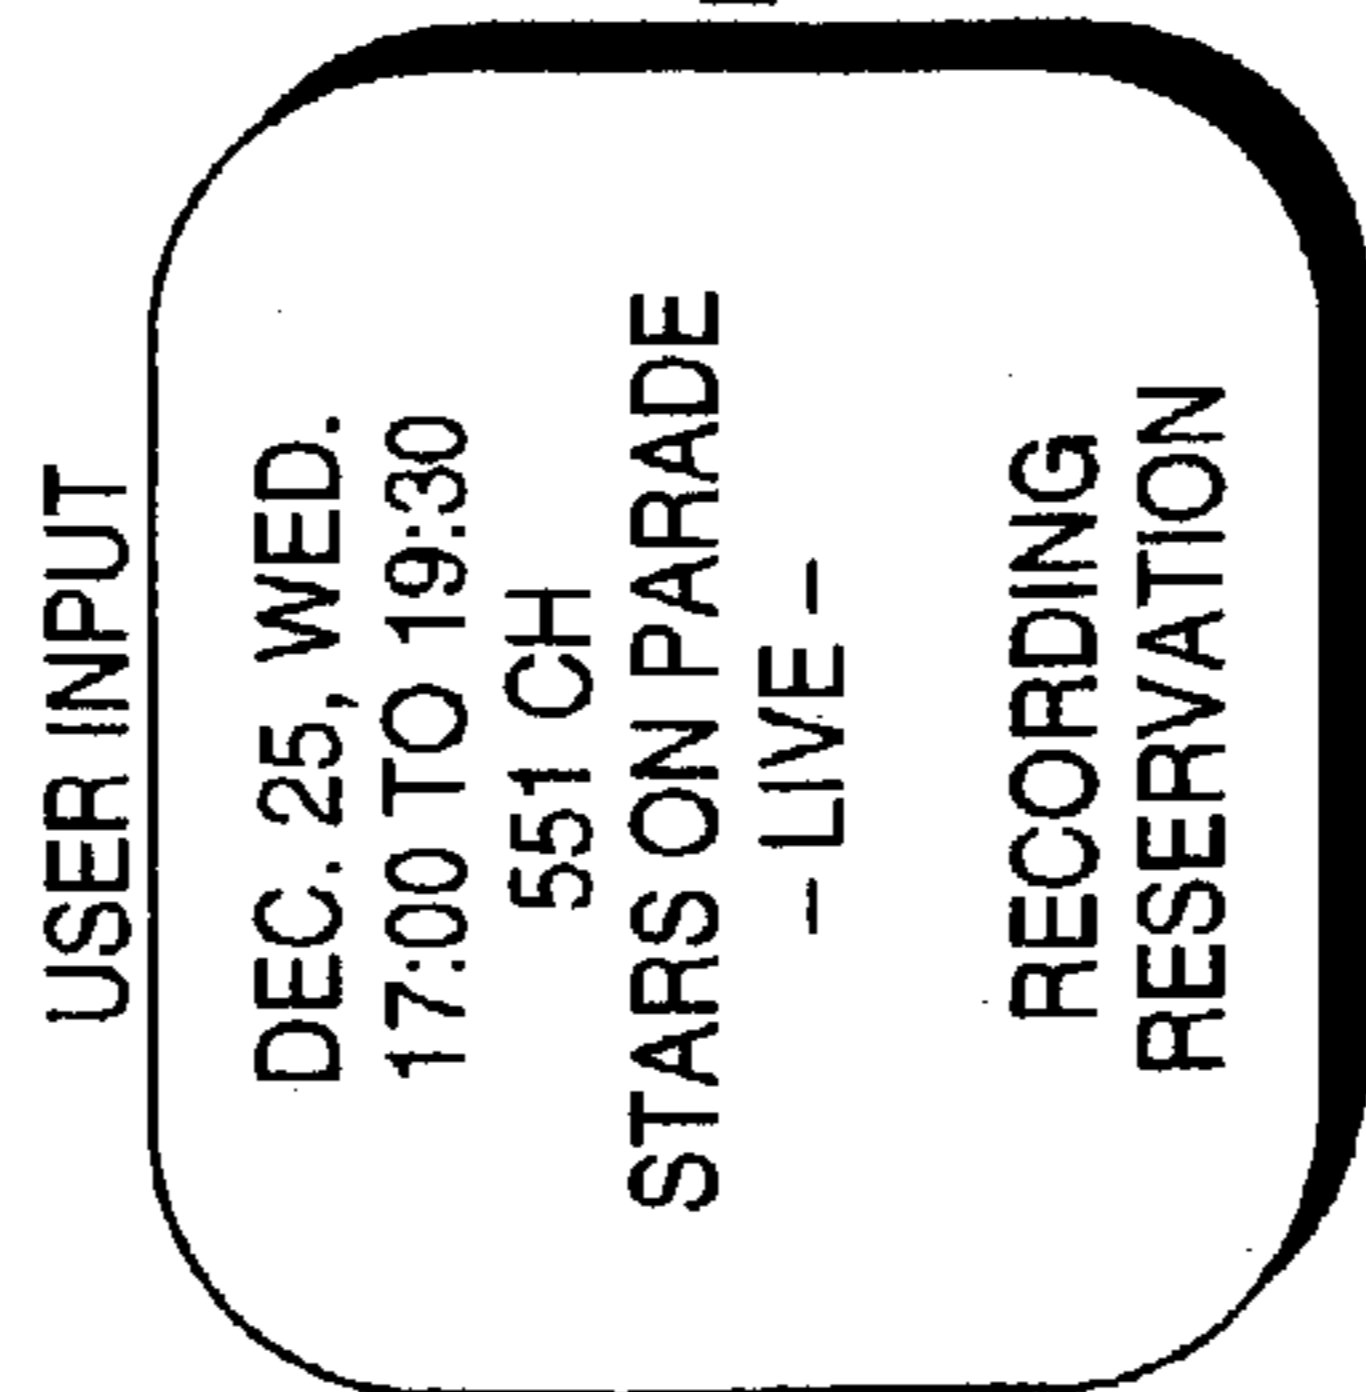 USER INPUT
DEC. 25, WED.
17:00 TO 19:30
551 CH
STARS ON PARADE
– LIVE –
RECORDING
RESERVATION